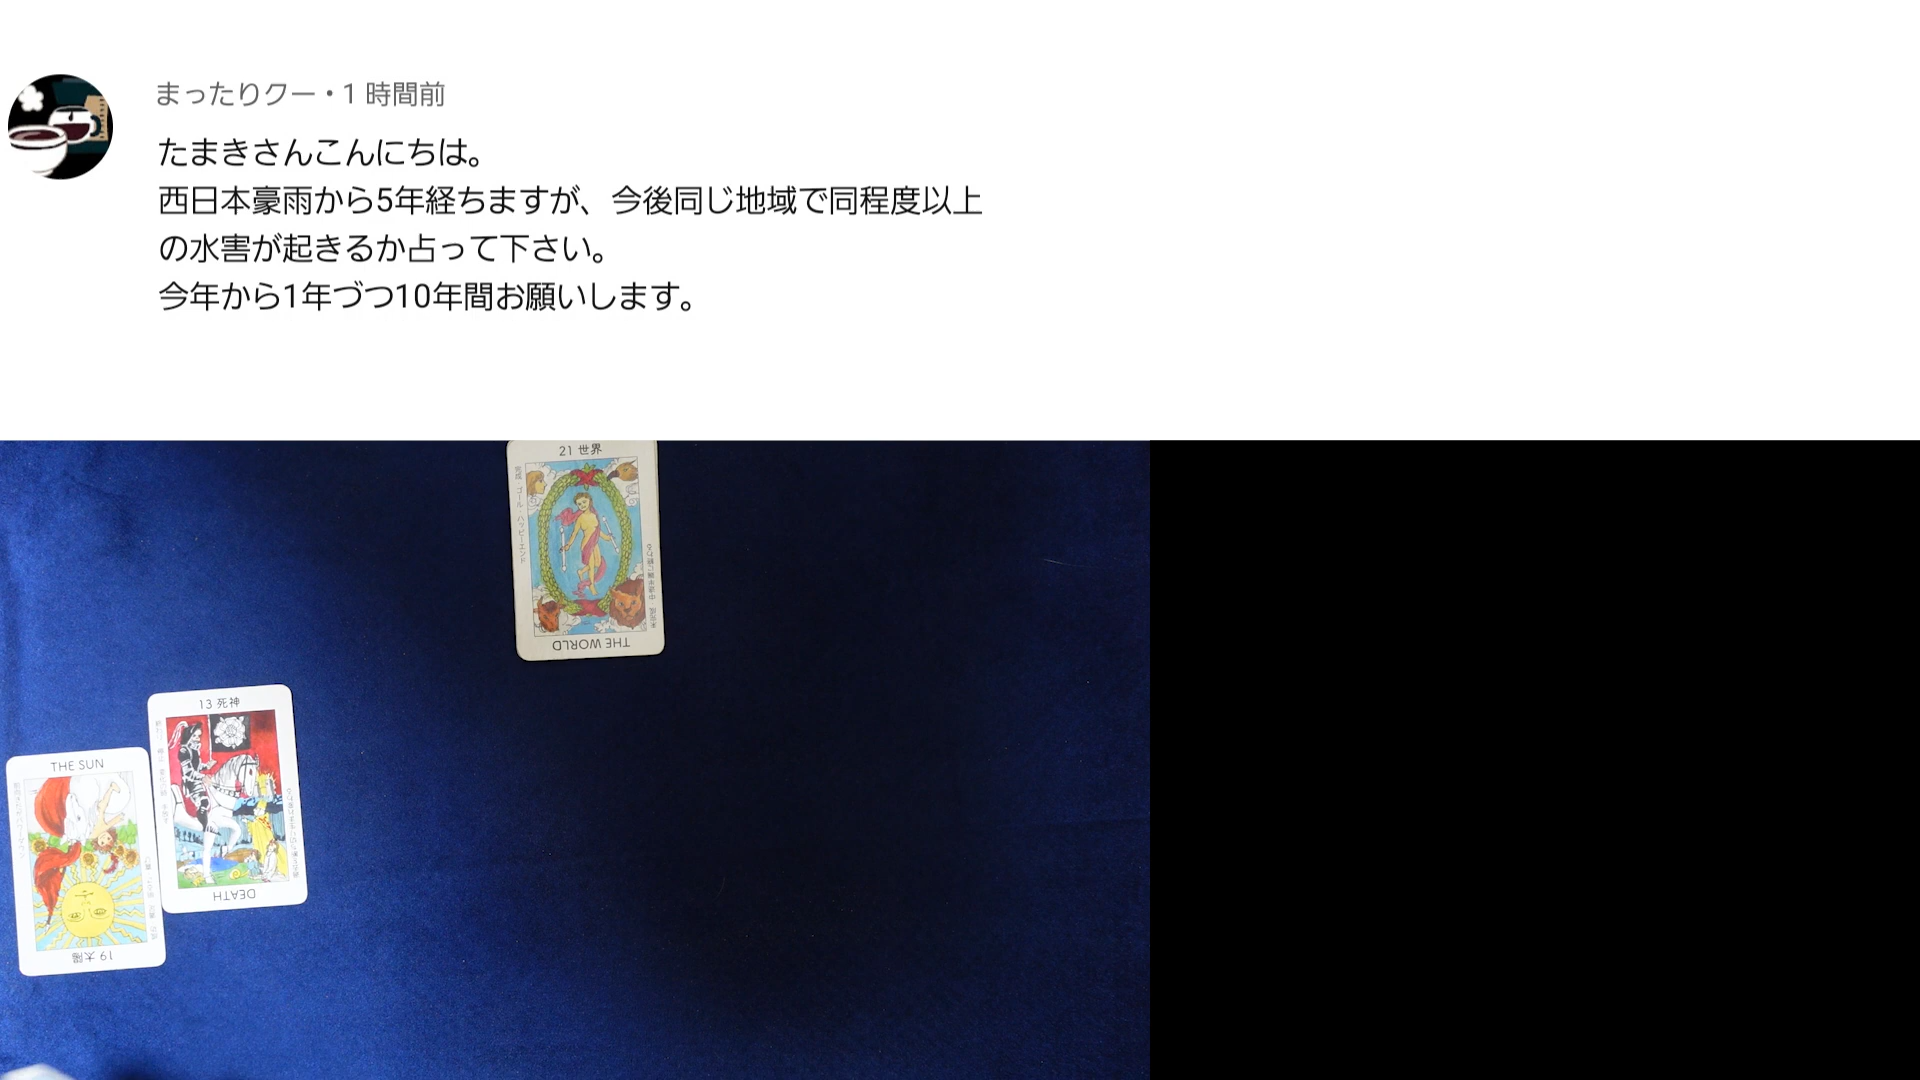 まったりクー・1 時間前
たまきさんこんにちは。
西日本豪雨から5年経ちますが、今後同じ地域で同程度以上
の水害が起きるか占って下さい。
今年から1年づつ10年間お願いします。
21 世界
THE WORLD
13 死神
DEATH
THE SUN
19 太陽